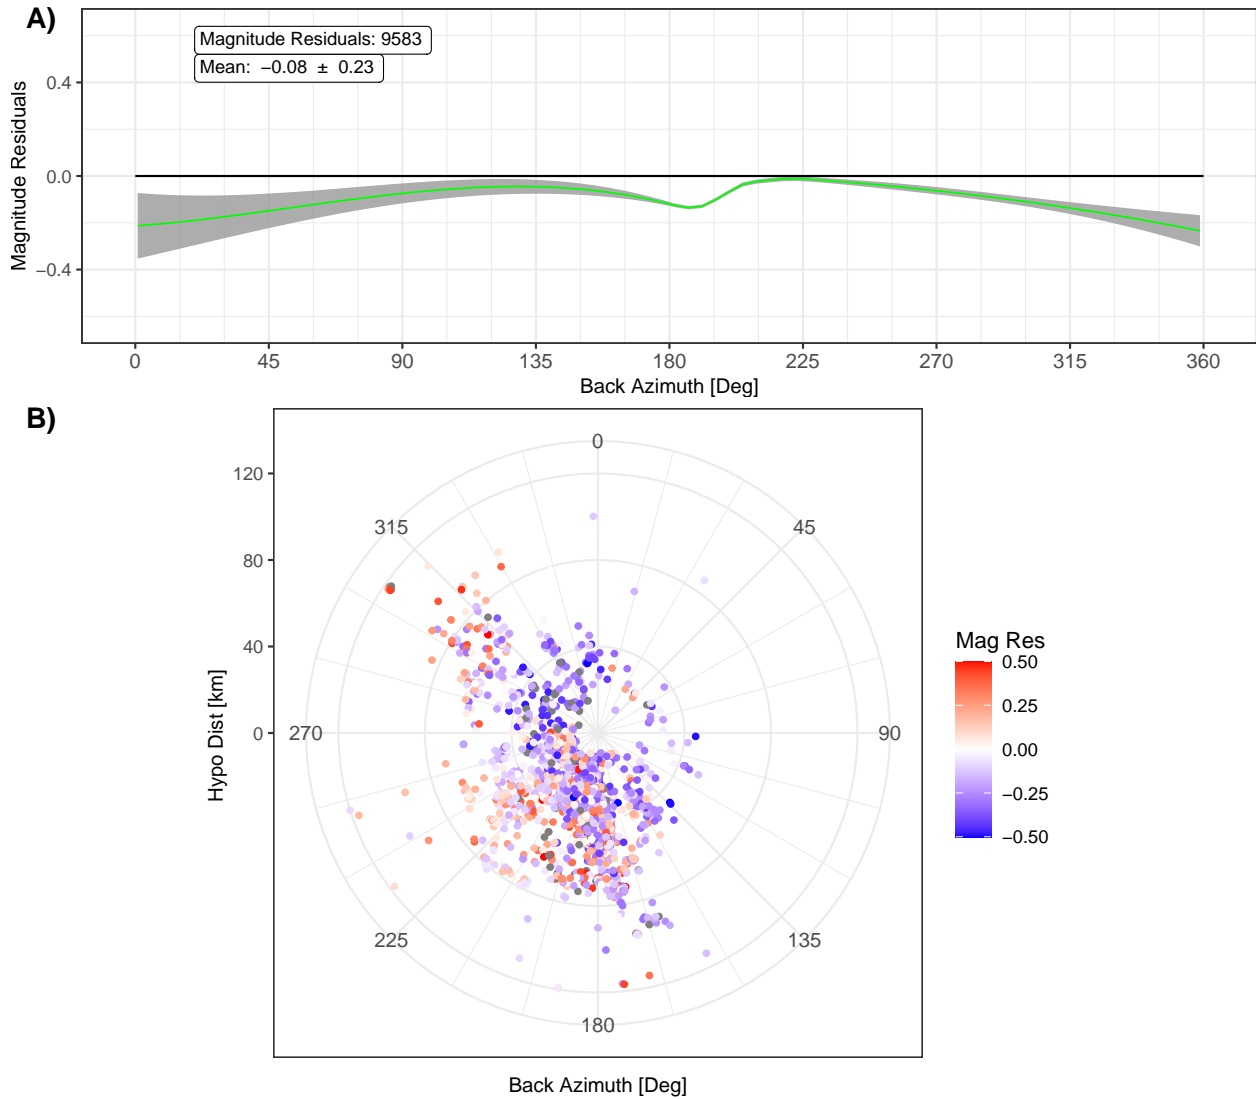 A)
Magnitude Residuals: 9583
Mean: −0.08 ± 0.23
Magnitude Residuals
0.4
0.0
−0.4
0 45 90 135 180 225 270 315 360
Back Azimuth [Deg]
B)
Hypo Dist [km]
120
80
40
0
0
45
90
135
180
225
270
315
Back Azimuth [Deg]
Mag Res
0.50
0.25
0.00
−0.25
−0.50